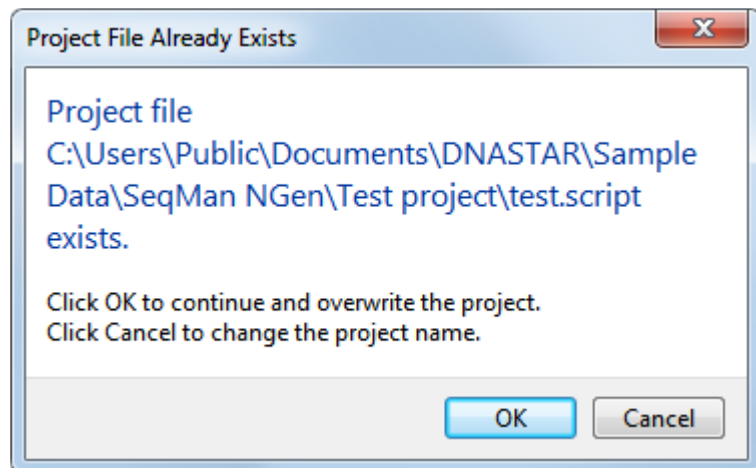 Project File Already Exists
Project file
C:\Users\Public\Documents\DNASTAR\Sample
Data\SeqMan NGen\Test project\test.script
exists.
Click OK to continue and overwrite the project.
Click Cancel to change the project name.
OK Cancel